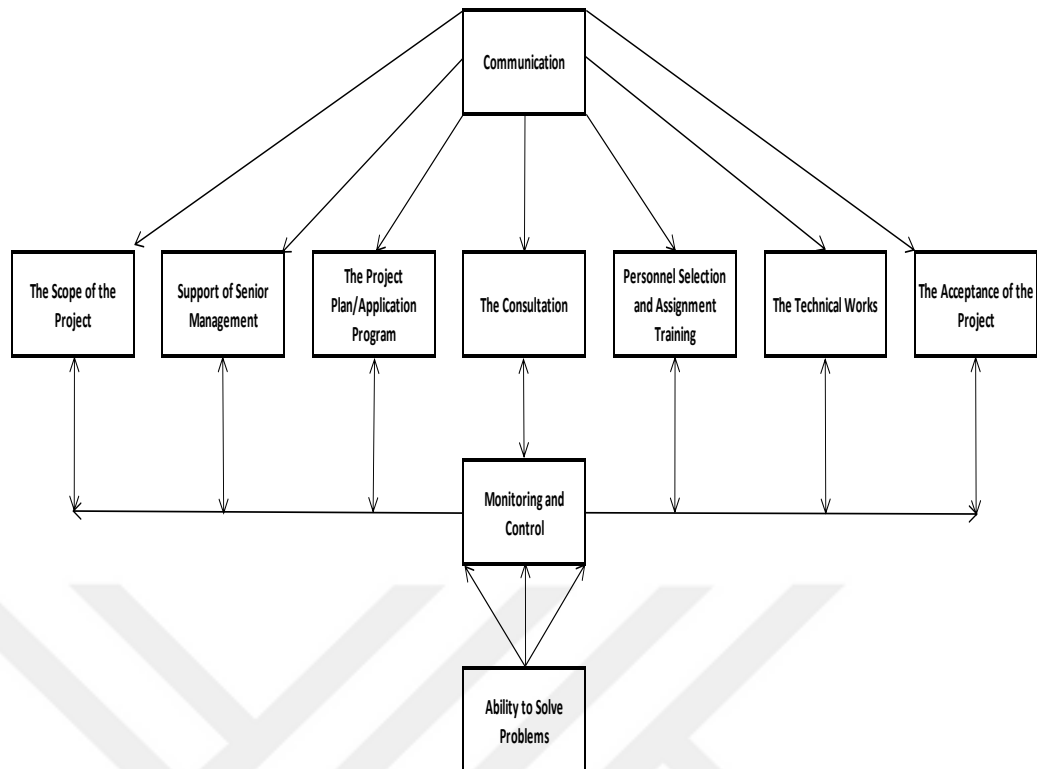 Communication
The Scope of the
Project
Support of Senior
Management
The Project
Plan/Application
Program
The Consultation
Personnel Selection
and Assignment
Training
The Technical Works
The Acceptance of the
Project
Monitoring and
Control
Ability to Solve
Problems